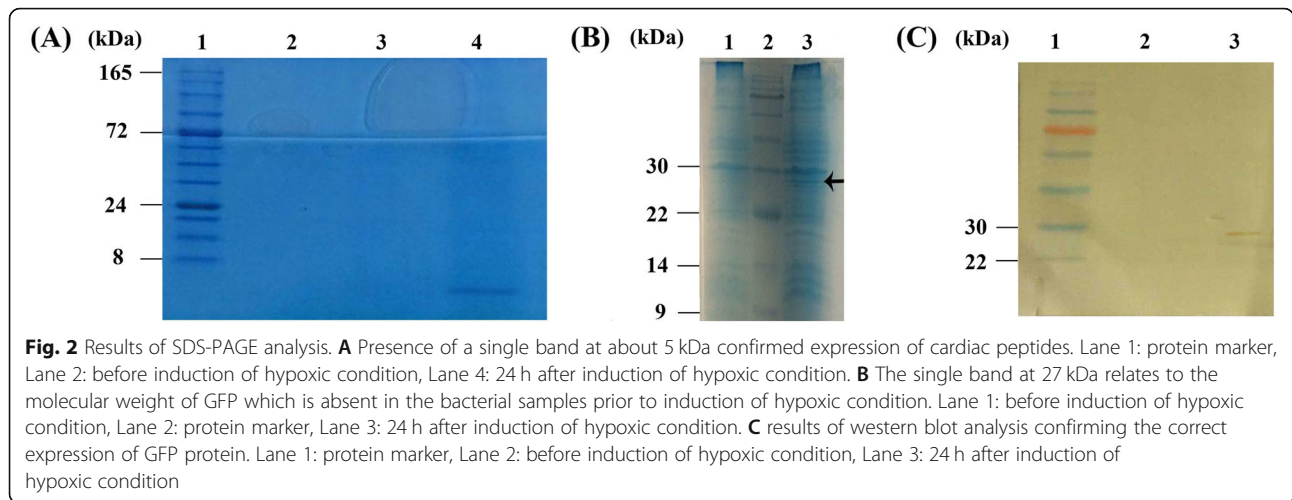 (A) (kDa) 1 2 3 4
165
72
24
8
(B) (kDa) 1 2 3
30
22
14
9
(C) (kDa) 1 2 3
30
22
Fig. 2 Results of SDS-PAGE analysis. A Presence of a single band at about 5 kDa confirmed expression of cardiac peptides. Lane 1: protein marker,
Lane 2: before induction of hypoxic condition, Lane 4: 24 h after induction of hypoxic condition. B The single band at 27 kDa relates to the
molecular weight of GFP which is absent in the bacterial samples prior to induction of hypoxic condition. Lane 1: before induction of hypoxic
condition, Lane 2: protein marker, Lane 3: 24 h after induction of hypoxic condition. C results of western blot analysis confirming the correct
expression of GFP protein. Lane 1: protein marker, Lane 2: before induction of hypoxic condition, Lane 3: 24 h after induction of
hypoxic condition